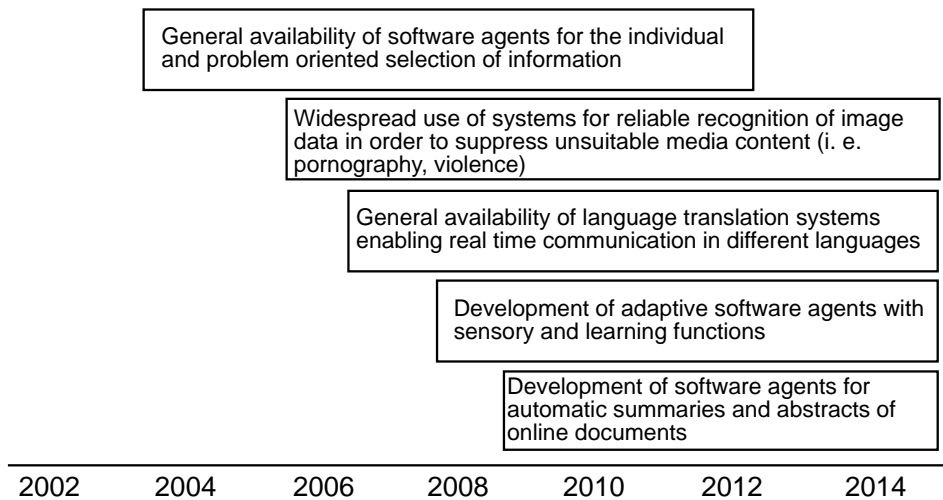 General availability of software agents for the individual
and problem oriented selection of information
Widespread use of systems for reliable recognition of image
data in order to suppress unsuitable media content (i. e.
pornography, violence)
General availability of language translation systems
enabling real time communication in different languages
Development of adaptive software agents with
sensory and learning functions
Development of software agents for
automatic summaries and abstracts of
online documents
2002 2004 2006 2008 2010 2012 2014